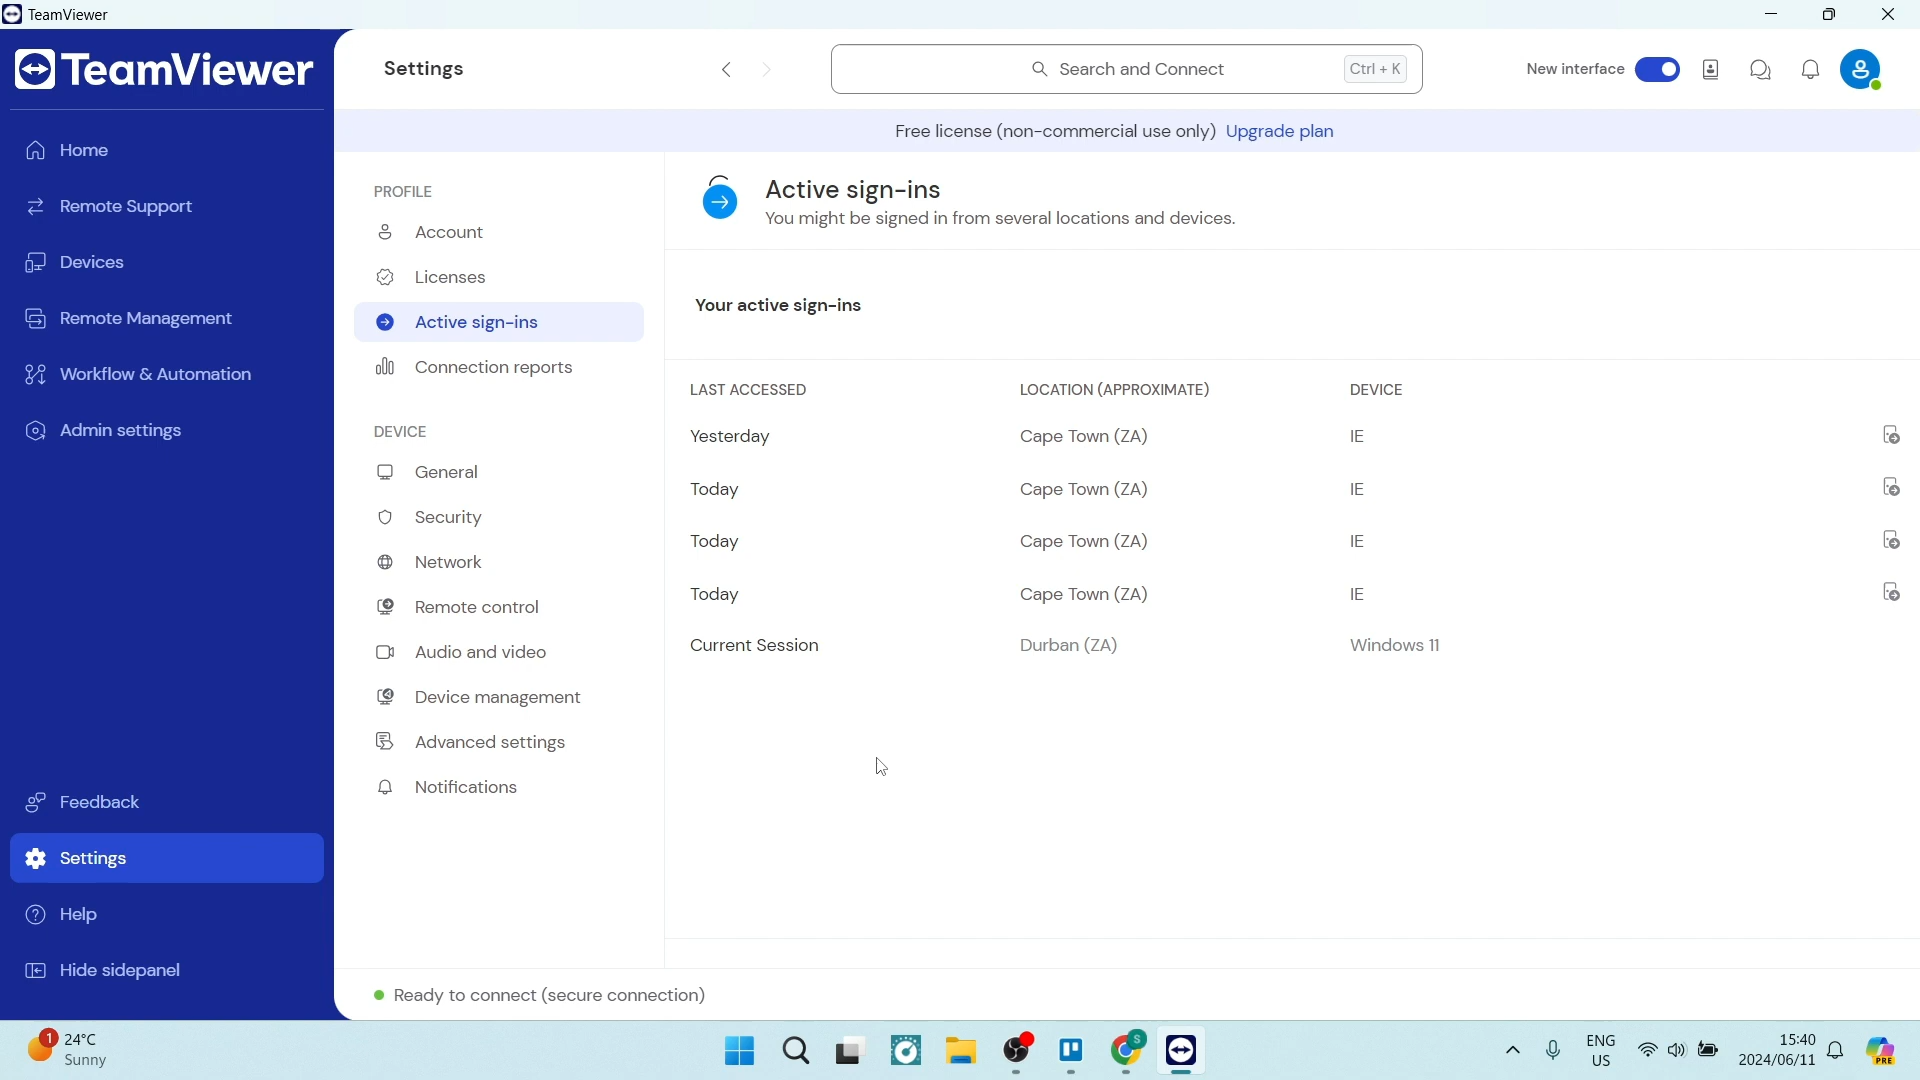 TeamViewer
TeamViewer
Settings
Search and Connect
Ctrl + K
New interface
Free license (non-commercial use only) Upgrade plan
Home
Remote Support
Devices
Remote Management
Workflow & Automation
Admin settings
Feedback
Settings
Help
Hide sidepanel
PROFILE
Account
Licenses
Active sign-ins
Connection reports
DEVICE
General
Security
Network
Remote control
Audio and video
Device management
Advanced settings
Notifications
Active sign-ins
You might be signed in from several locations and devices.
Your active sign-ins
LAST ACCESSED LOCATION (APPROXIMATE) DEVICE
Yesterday Cape Town (ZA) IE
Today Cape Town (ZA) IE
Today Cape Town (ZA) IE
Today Cape Town (ZA) IE
Current Session Durban (ZA) Windows 11
Ready to connect (secure connection)
1
24°C
Sunny
S
ENG
US
15:40
2024/06/11
PRE